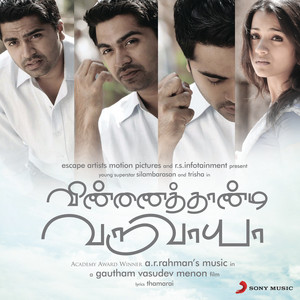 escape artists motion pictures and r.s.infotainment present
young superstar silambarasan and trisha in
விண்ணைத்தாண்டி
வருவாயா
ACADEMY AWARD WINNER a.r.rahman's music in
a gautham vasudev menon film
lyrics thamarai
SONY MUSIC